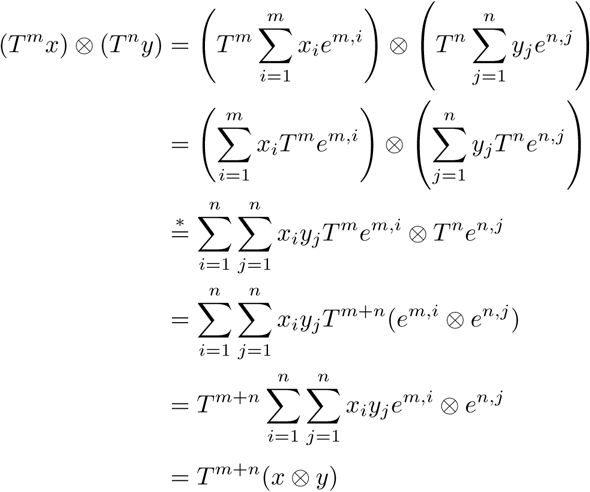 (T^m x) ⊗ (T^n y) = (T^m ∑_{i=1}^{m} x_i e^{m,i}) ⊗ (T^n ∑_{j=1}^{n} y_j e^{n,j})
= (∑_{i=1}^{m} x_i T^m e^{m,i}) ⊗ (∑_{j=1}^{n} y_j T^n e^{n,j})
=^{*} ∑_{i=1}^{n} ∑_{j=1}^{n} x_i y_j T^m e^{m,i} ⊗ T^n e^{n,j}
= ∑_{i=1}^{n} ∑_{j=1}^{n} x_i y_j T^{m+n}(e^{m,i} ⊗ e^{n,j})
= T^{m+n} ∑_{i=1}^{n} ∑_{j=1}^{n} x_i y_j e^{m,i} ⊗ e^{n,j}
= T^{m+n}(x ⊗ y)